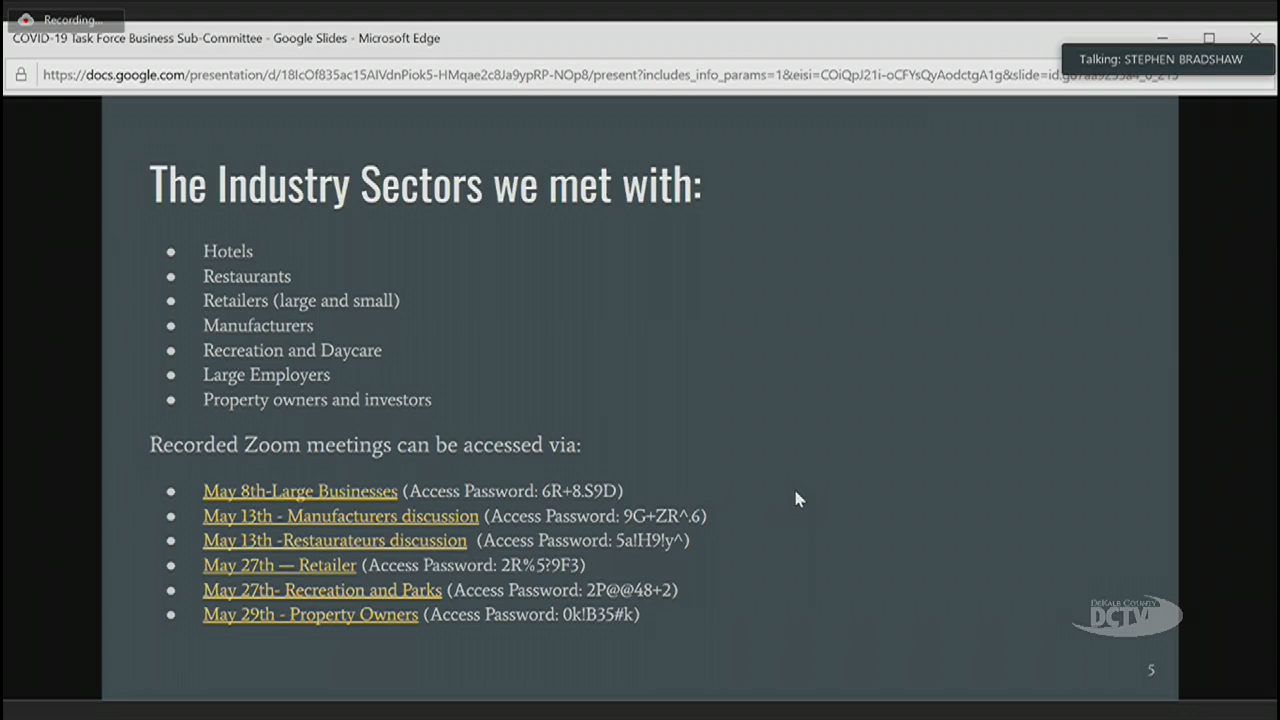 Recording...
COVID-19 Task Force Business Sub-Committee - Google Slides - Microsoft Edge
Talking: STEPHEN BRADSHAW
The Industry Sectors we met with:
● Hotels
● Restaurants
● Retailers (large and small)
● Manufacturers
● Recreation and Daycare
● Large Employers
● Property owners and investors
Recorded Zoom meetings can be accessed via:
● May 8th-Large Businesses (Access Password: 6R+8.S9D)
● May 13th - Manufacturers discussion (Access Password: 9G+ZR^.6)
● May 13th -Restaurateurs discussion (Access Password: 5a!H9!y^)
● May 27th — Retailer (Access Password: 2R%5?9F3)
● May 27th- Recreation and Parks (Access Password: 2P@@48+2)
● May 29th - Property Owners (Access Password: 0k!B35#k)
DEKALB COUNTY
DCTV
5